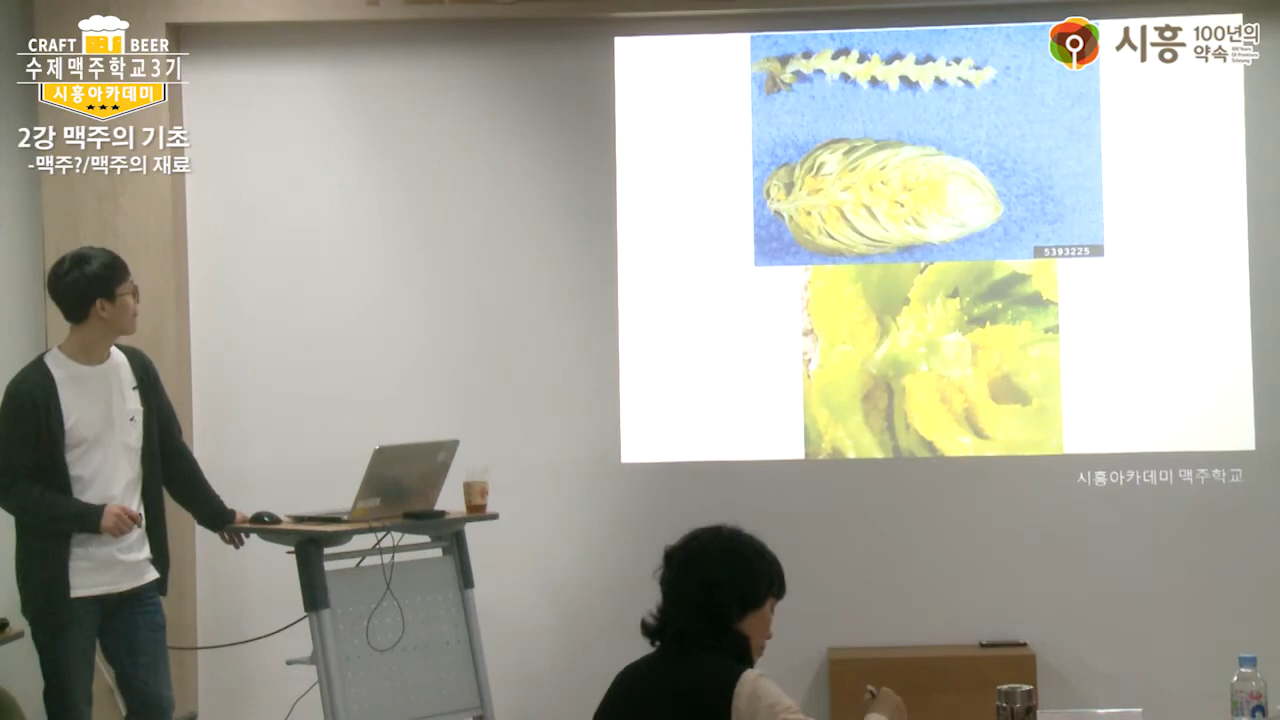 CRAFT BEER
수제맥주학교3기
시흥아카데미
2강 맥주의 기초
-맥주?/맥주의 재료
시흥 100년의 약속
5393225
시흥아카데미 맥주학교